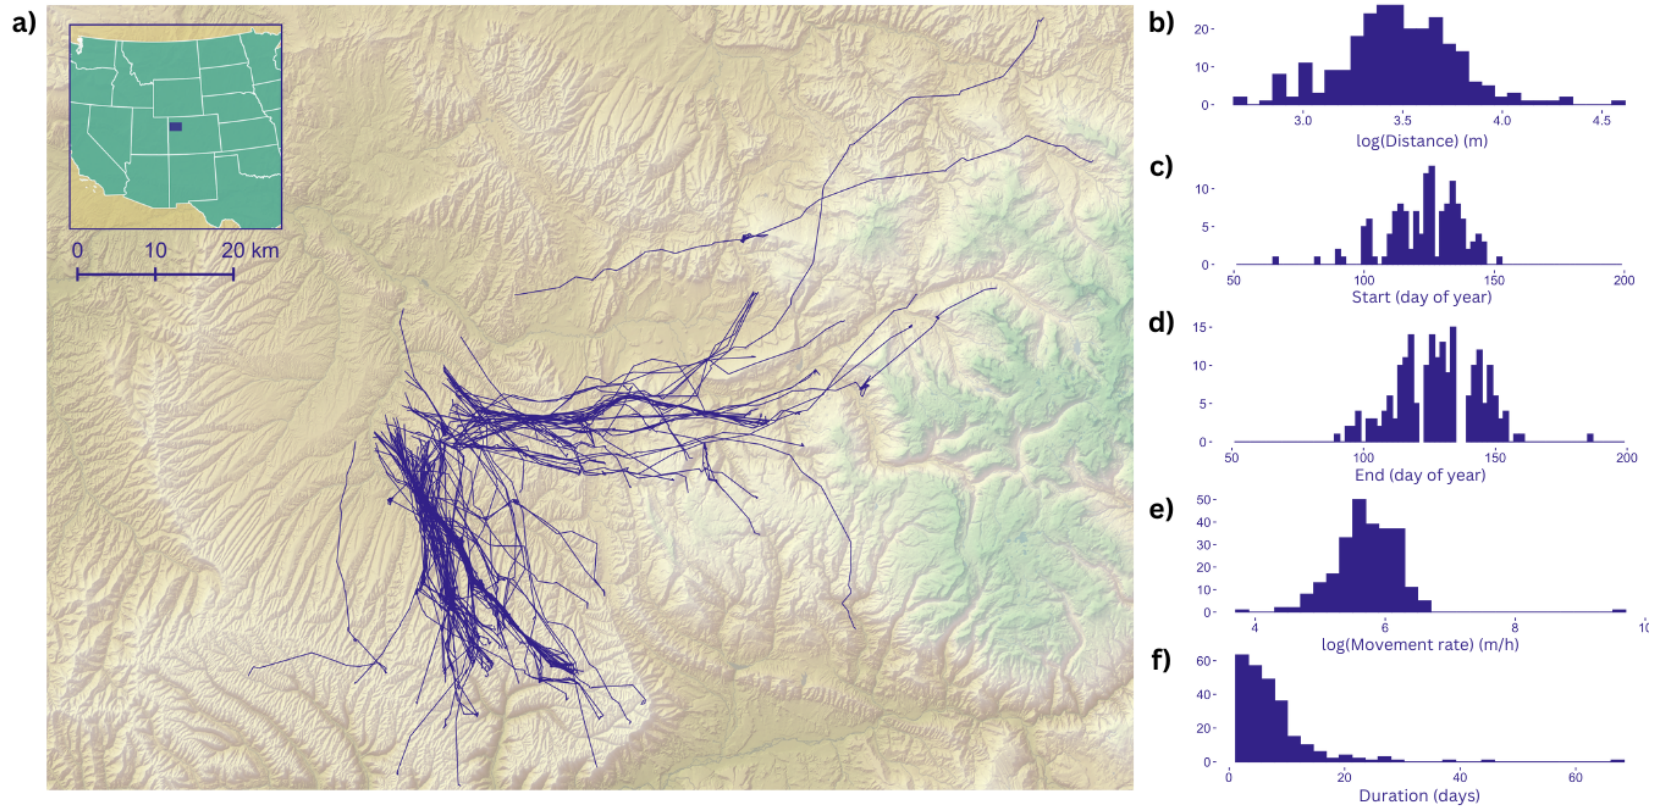 a)
0 10 20 km
b)
20
10
0
3.0 3.5 4.0 4.5
log(Distance) (m)
c)
10
5
0
50 100 150 200
Start (day of year)
d)
15
10
5
0
50 100 150 200
End (day of year)
e)
50
40
30
20
10
0
4 6 8 10
log(Movement rate) (m/h)
f)
60
40
20
0
0 20 40 60
Duration (days)